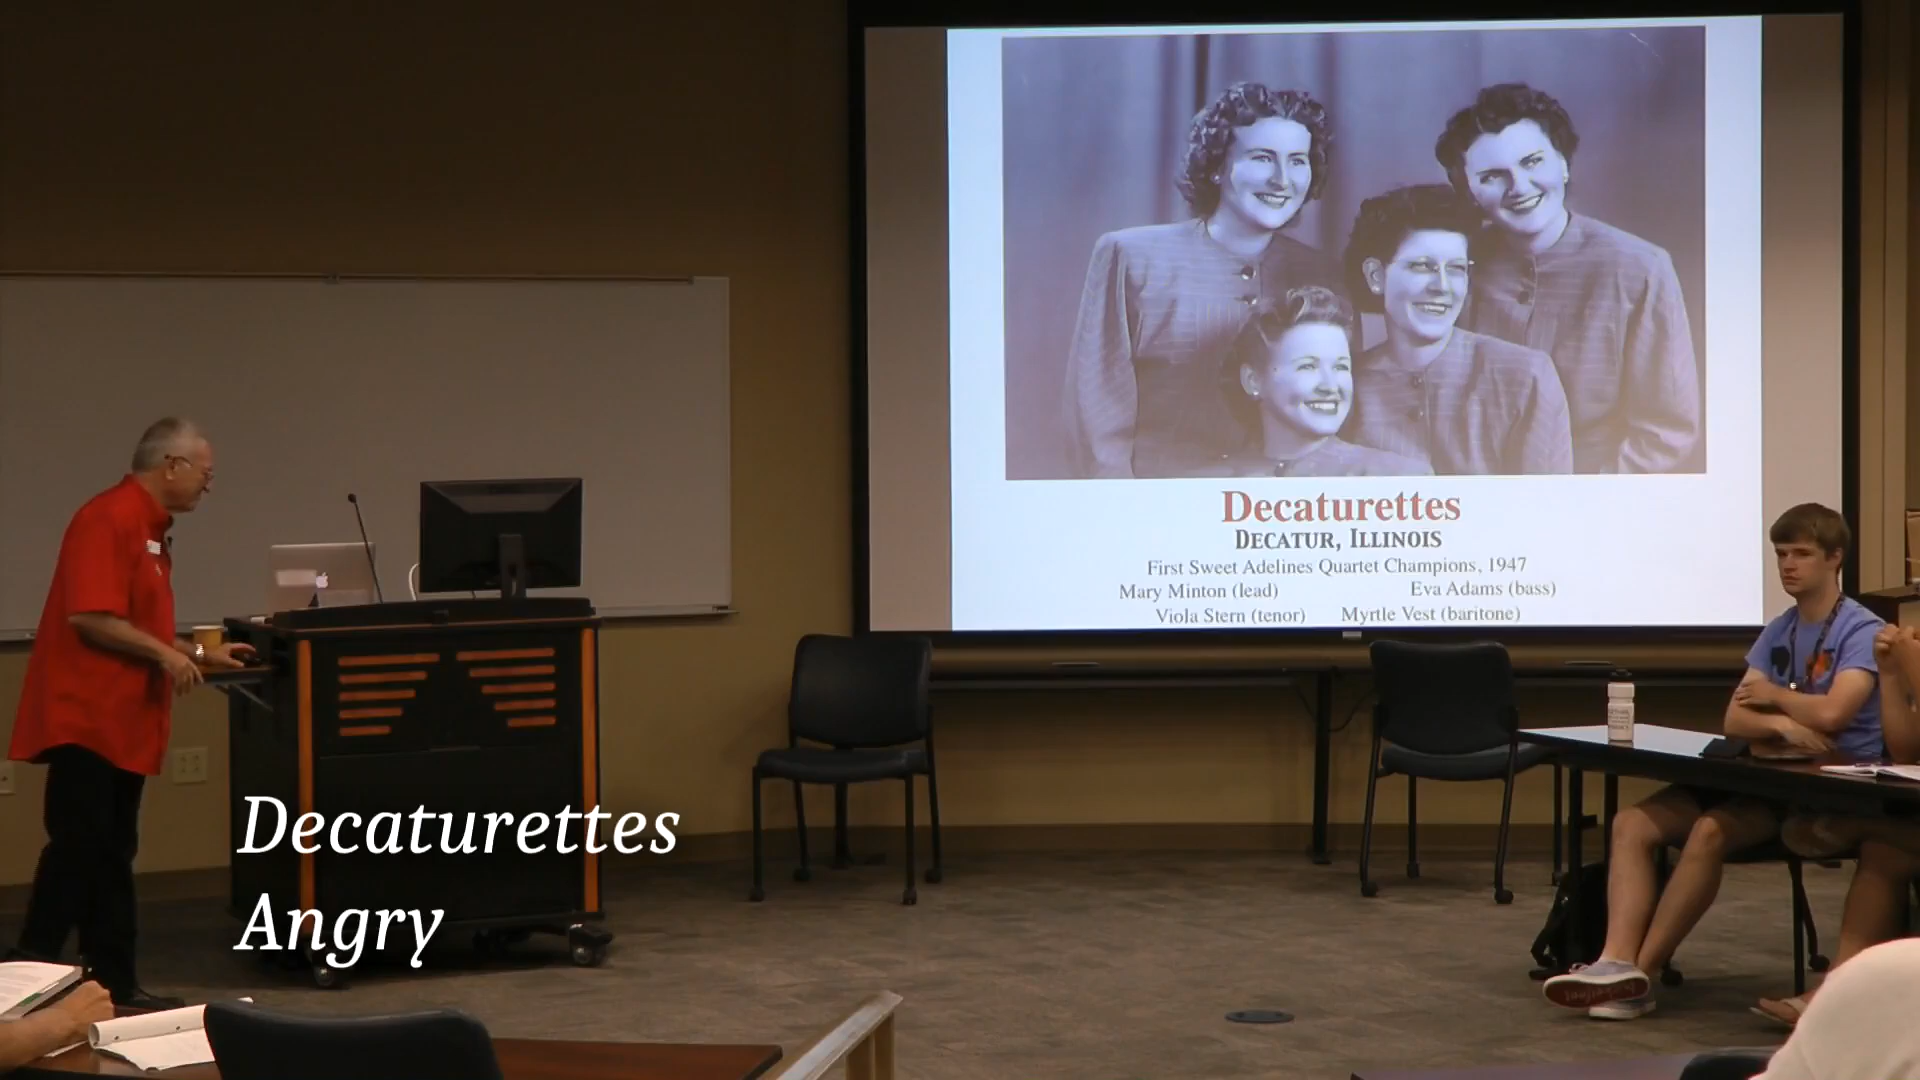 Decaturettes
DECATUR, ILLINOIS
First Sweet Adelines Quartet Champions, 1947
Mary Minton (lead) Eva Adams (bass)
Viola Stern (tenor) Myrtle Vest (baritone)
Decaturettes
Angry